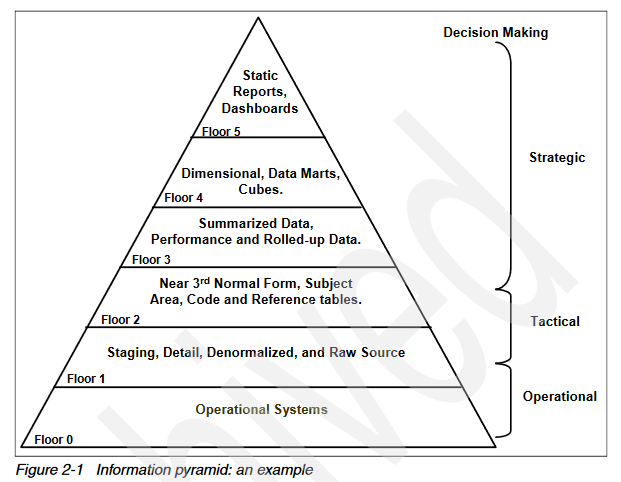 Decision Making
Static
Reports,
Dashboards
Floor 5
Strategic
Dimensional, Data Marts,
Cubes.
Floor 4
Summarized Data,
Performance and Rolled-up Data.
Floor 3
Near 3rd Normal Form, Subject
Area, Code and Reference tables.
Floor 2
Tactical
Staging, Detail, Denormalized, and Raw Source
Floor 1
Operational
Operational Systems
Floor 0
Figure 2-1 Information pyramid: an example
hived